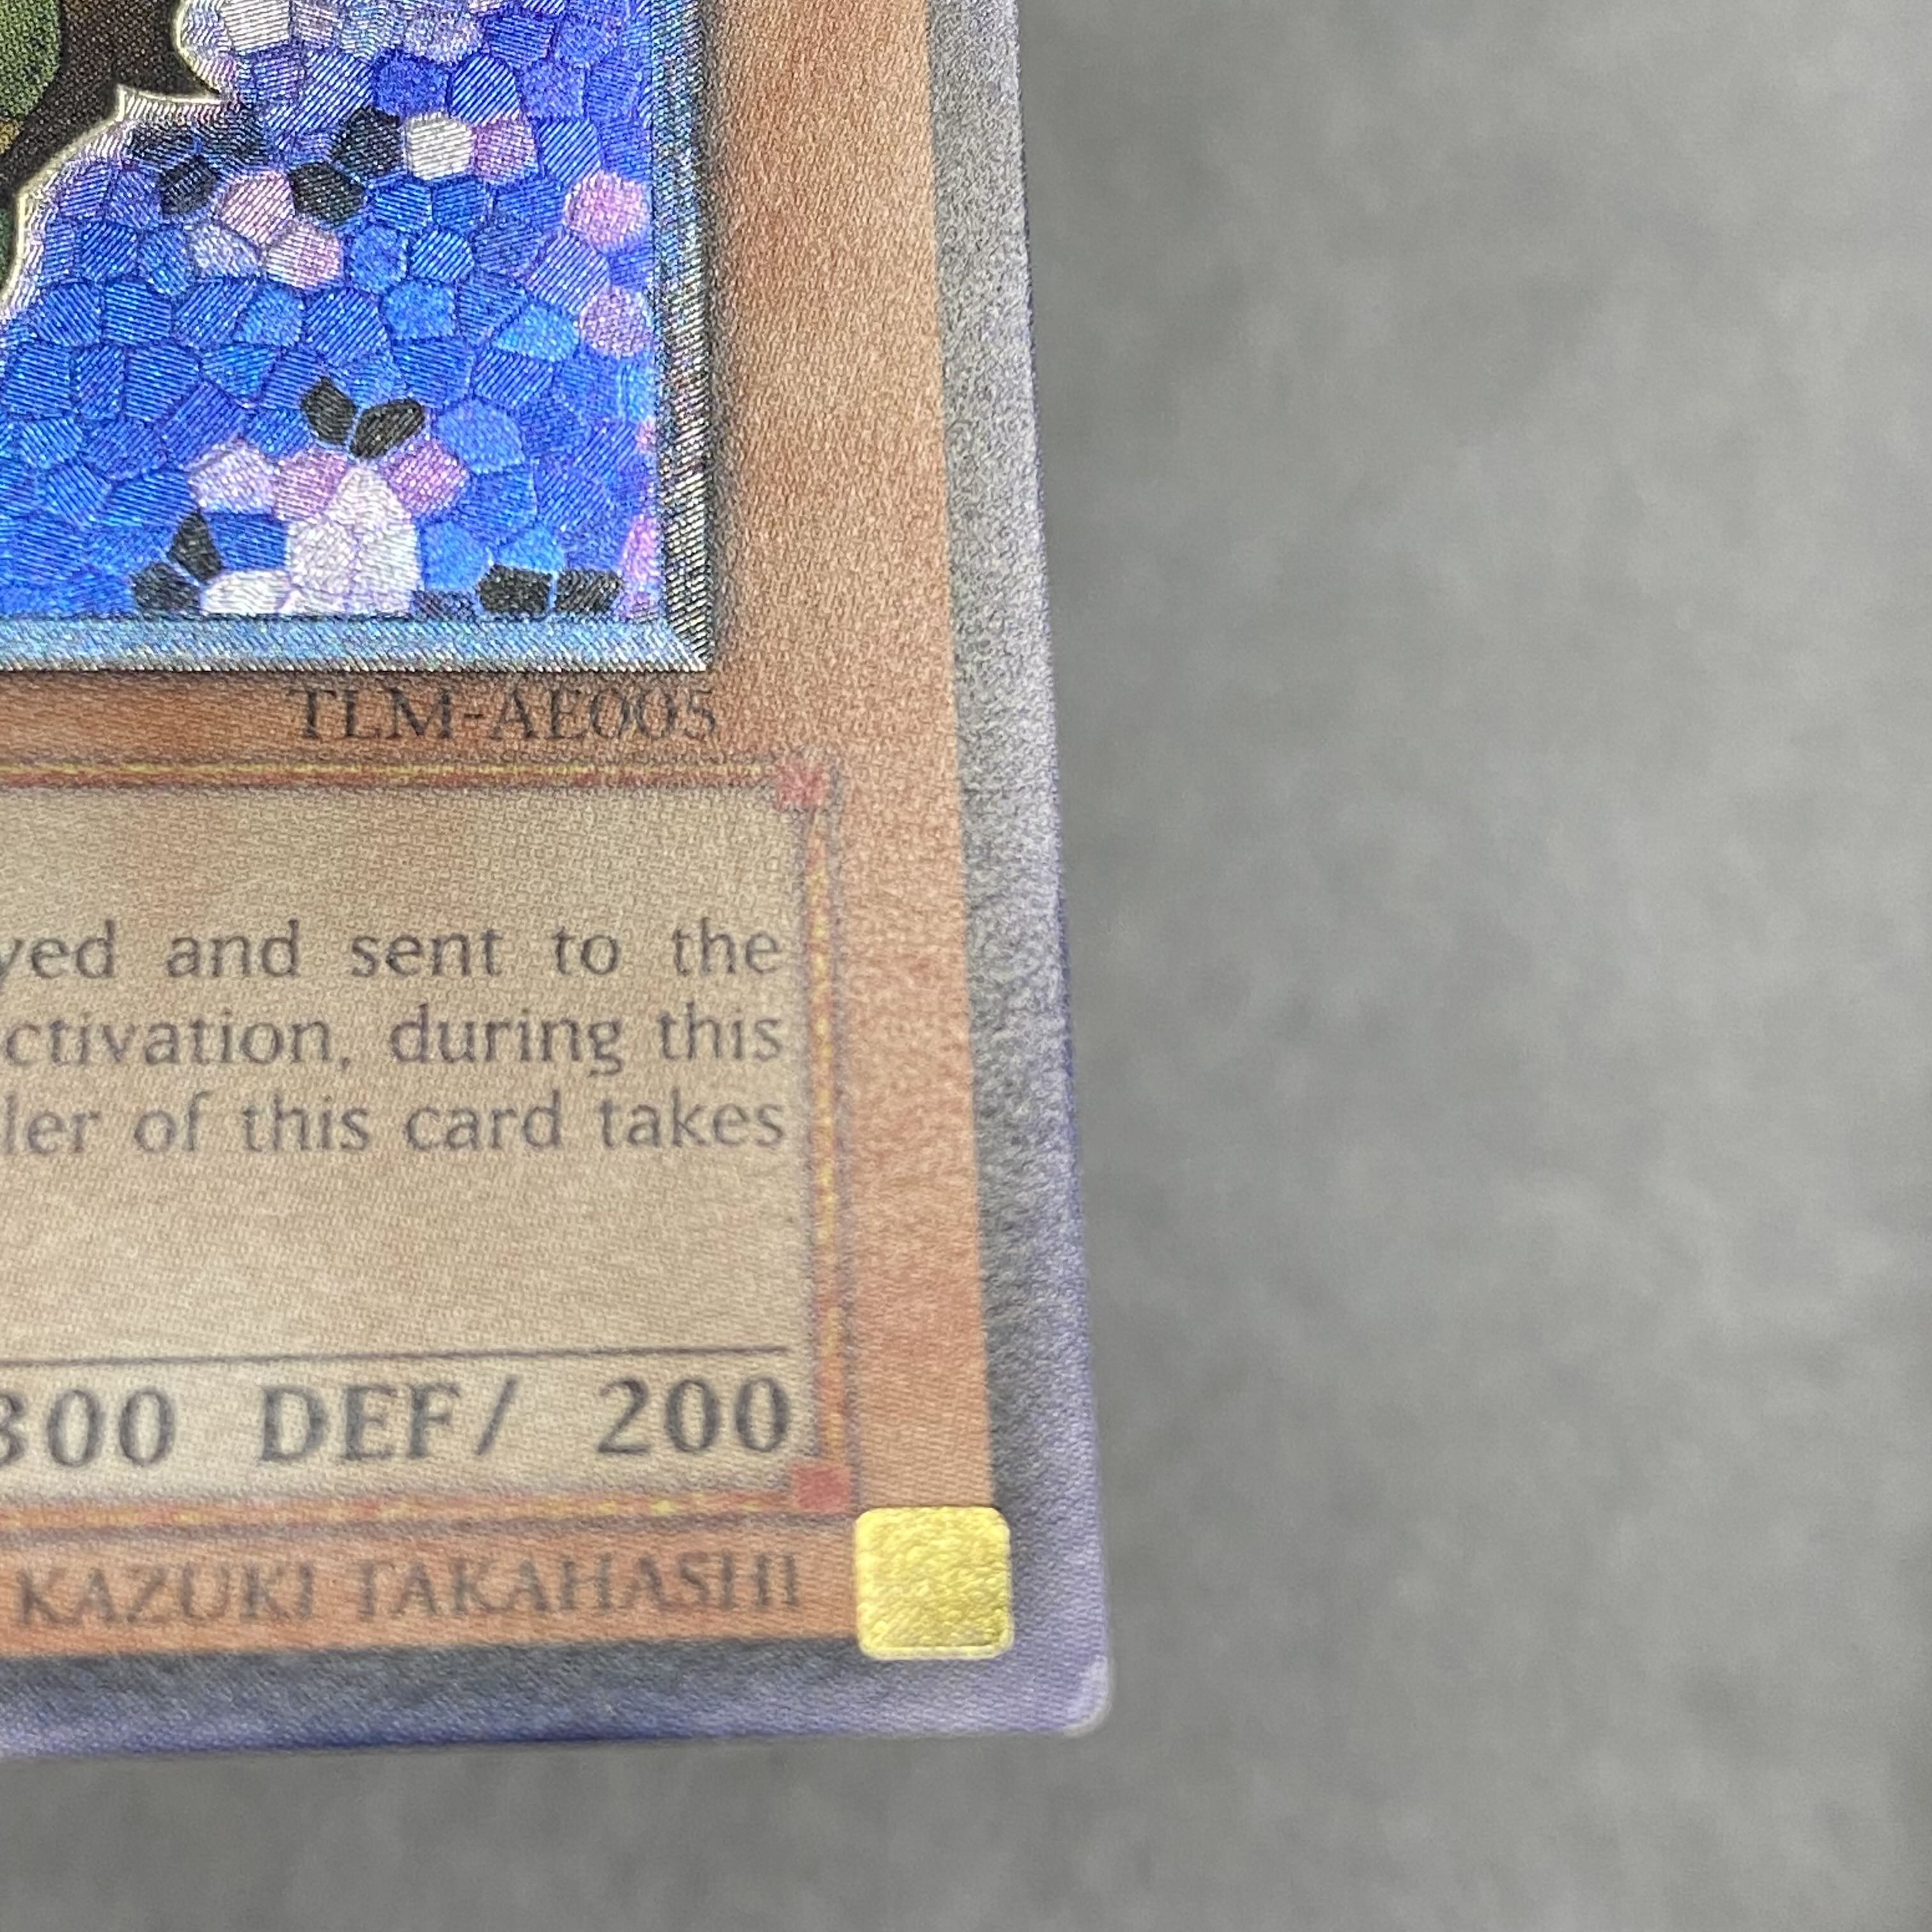 TLM-AE005
yed and sent to the
ctivation, during this
ler of this card takes
300 DEF/ 200
KAZUKI TAKAHASHI